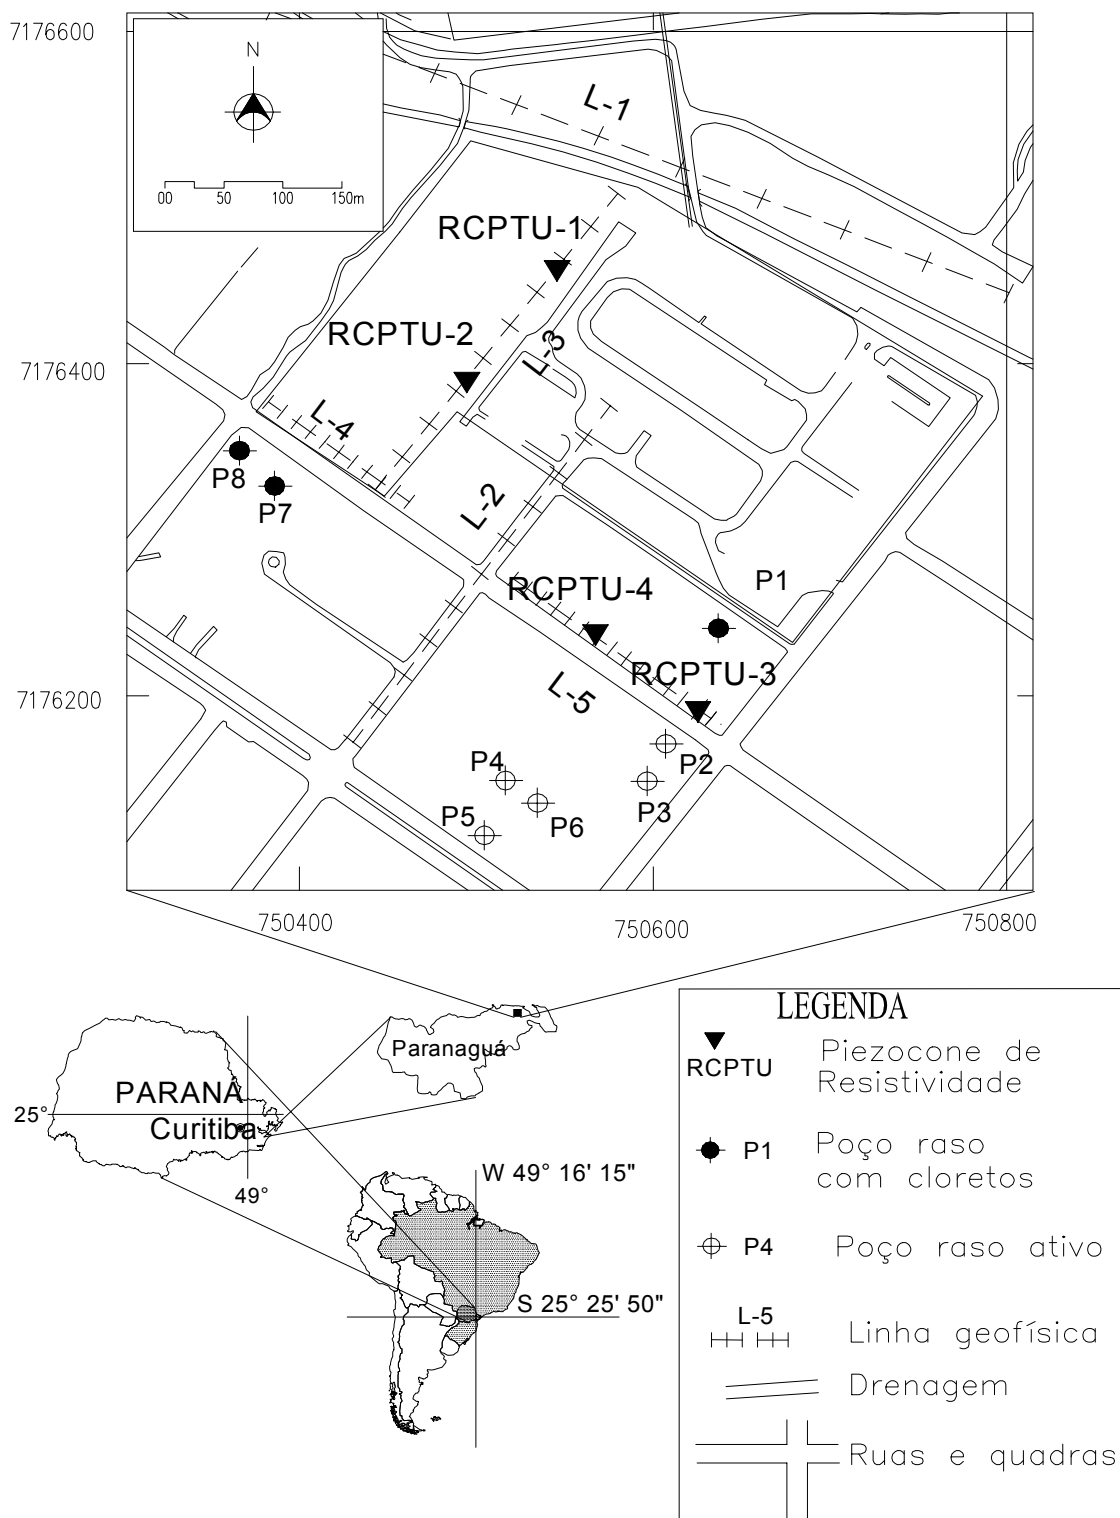 7176600
N
00 50 100 150m
L-1
RCPTU-1
RCPTU-2
L-3
7176400
L-4
P8
P7
L-2
P1
RCPTU-4
RCPTU-3
7176200
L-5
P2
P4
P3
P5
P6
750400
750600
750800
LEGENDA
Paranaguá
RCPTU
Piezocone de
Resistividade
PARANÁ
25°
Curitiba
49°
P1
Poço raso
com cloretos
W 49° 16' 15"
P4
Poço raso ativo
S 25° 25' 50"
L-5
Linha geofísica
Drenagem
Ruas e quadras